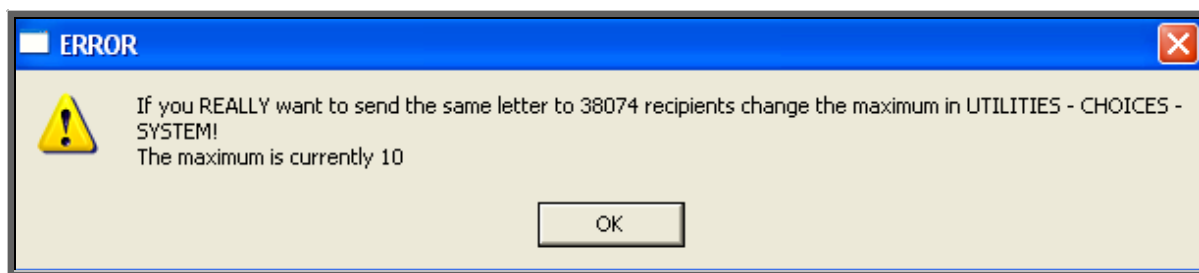 ERROR
If you REALLY want to send the same letter to 38074 recipients change the maximum in UTILITIES - CHOICES -
SYSTEM!
The maximum is currently 10
OK